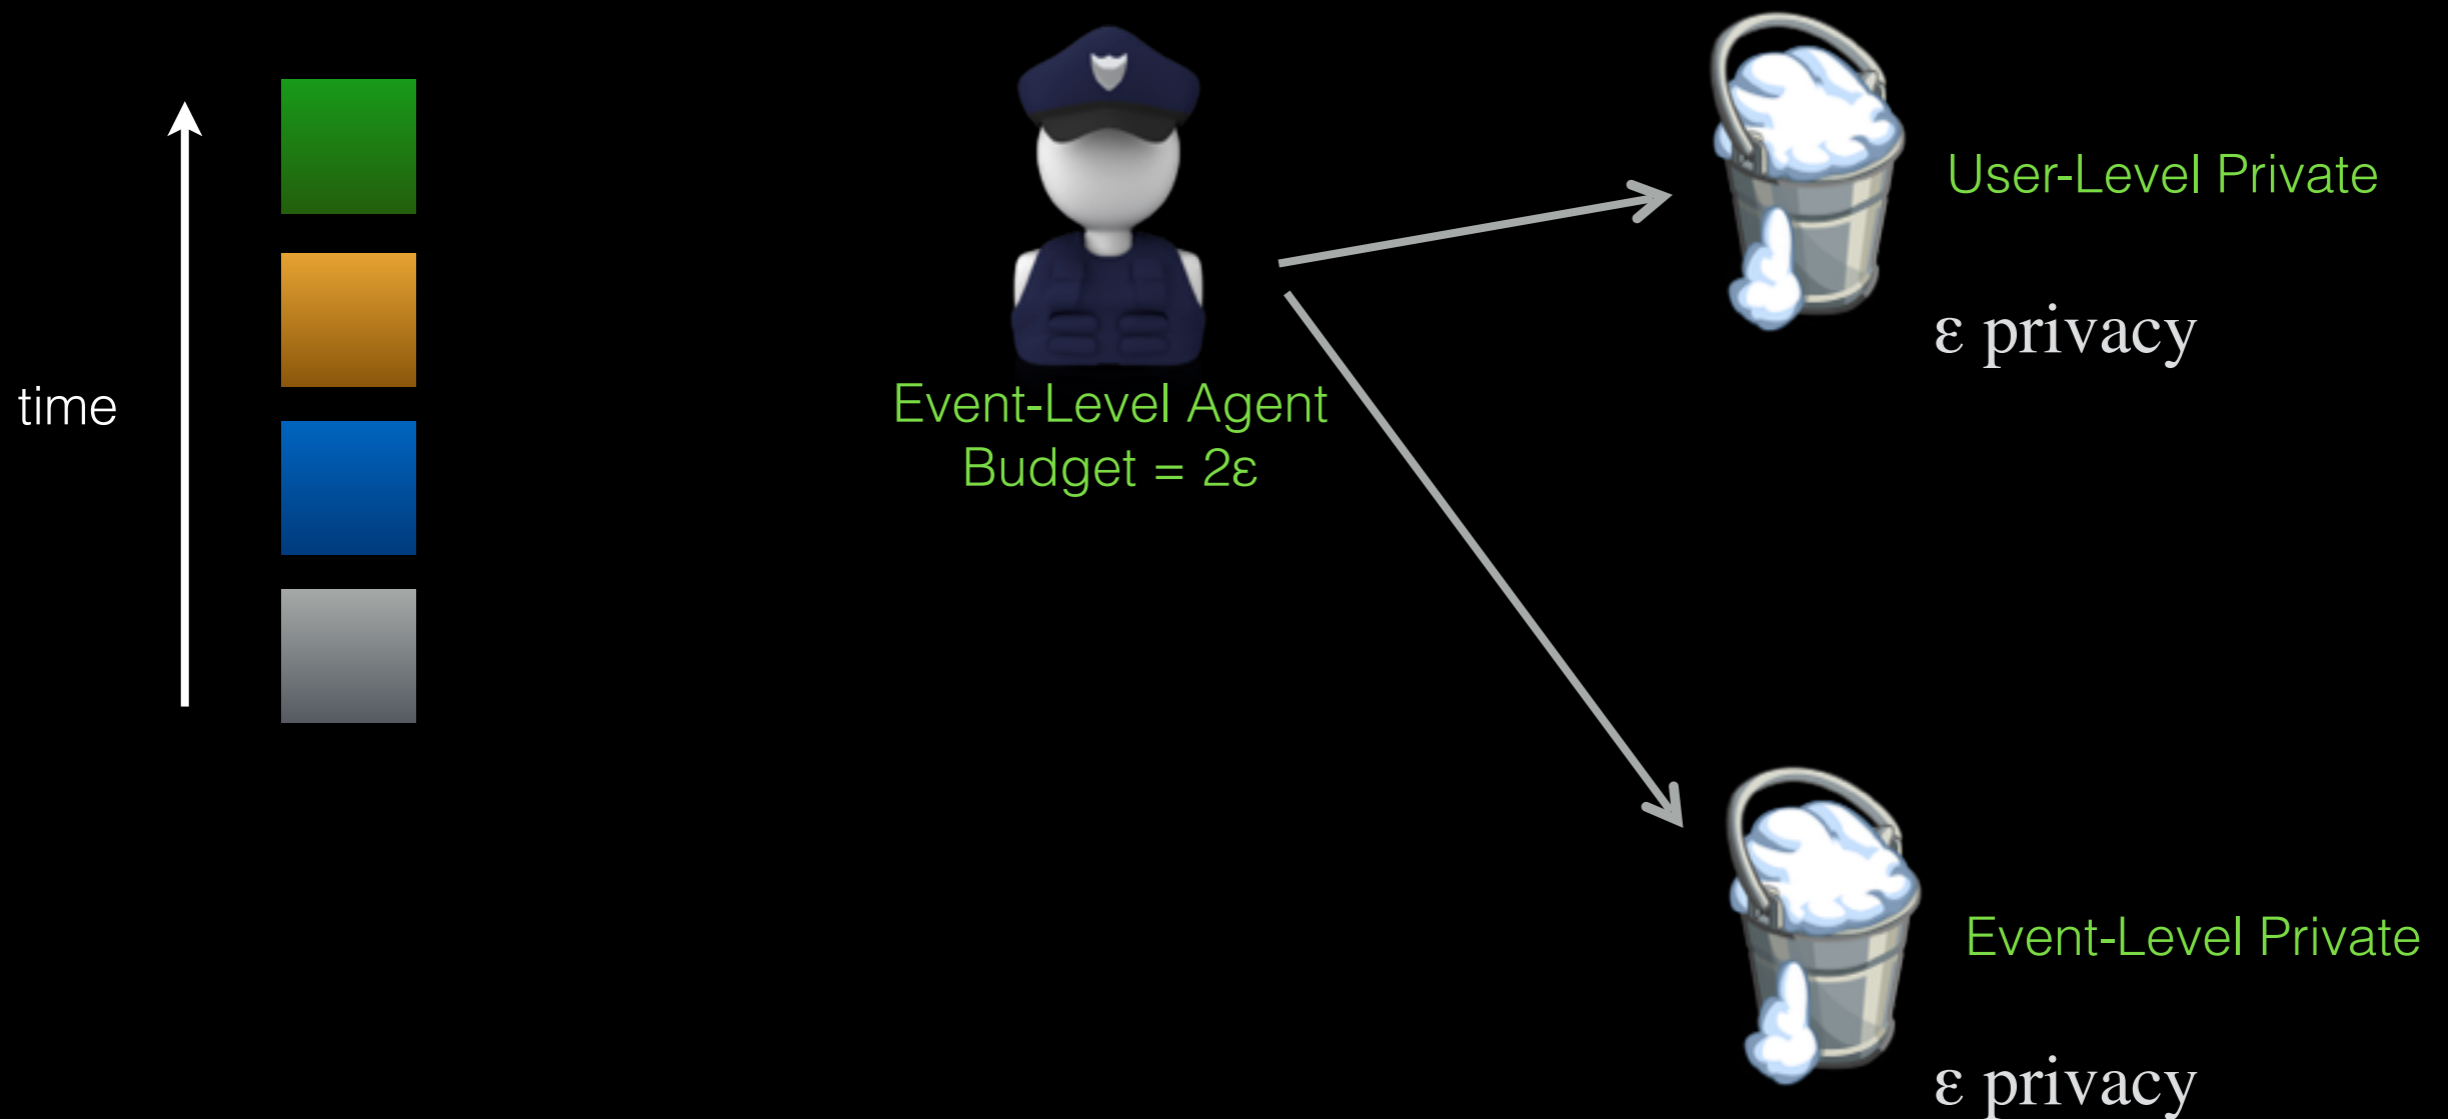 time
Event-Level Agent
Budget = 2ε
User-Level Private
ε privacy
Event-Level Private
ε privacy